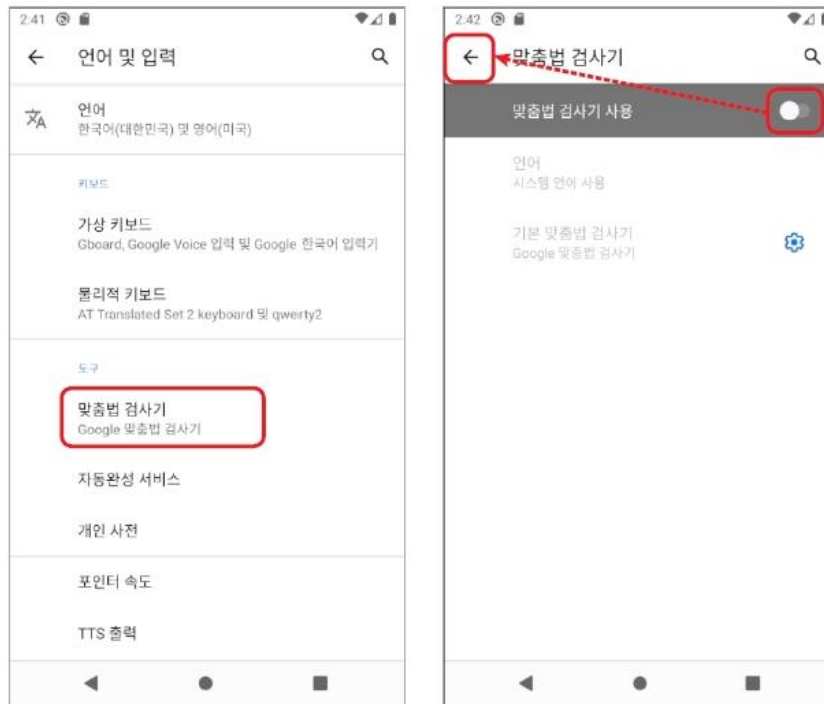 2:41
언어 및 입력
언어
한국어(대한민국) 및 영어(미국)
키보드
가상 키보드
Gboard, Google Voice 입력 및 Google 한국어 입력기
물리적 키보드
AT Translated Set 2 keyboard 및 qwerty2
도구
맞춤법 검사기
Google 맞춤법 검사기
자동완성 서비스
개인 사전
포인터 속도
TTS 출력
2:42
맞춤법 검사기
맞춤법 검사기 사용
언어
시스템 언어 사용
기본 맞춤법 검사기
Google 맞춤법 검사기